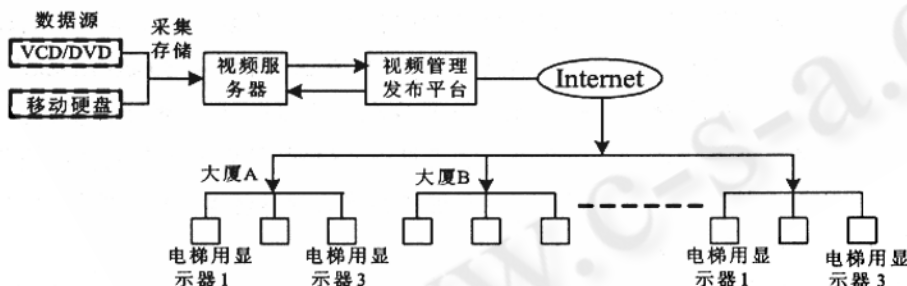 数据源
VCD/DVD
移动硬盘
采集
存储
视频服
务器
视频管理
发布平台
Internet
大厦A
大厦B
电梯用显
示器1
电梯用显
示器3
电梯用显
示器1
电梯用显
示器3
www.c-s-a.o